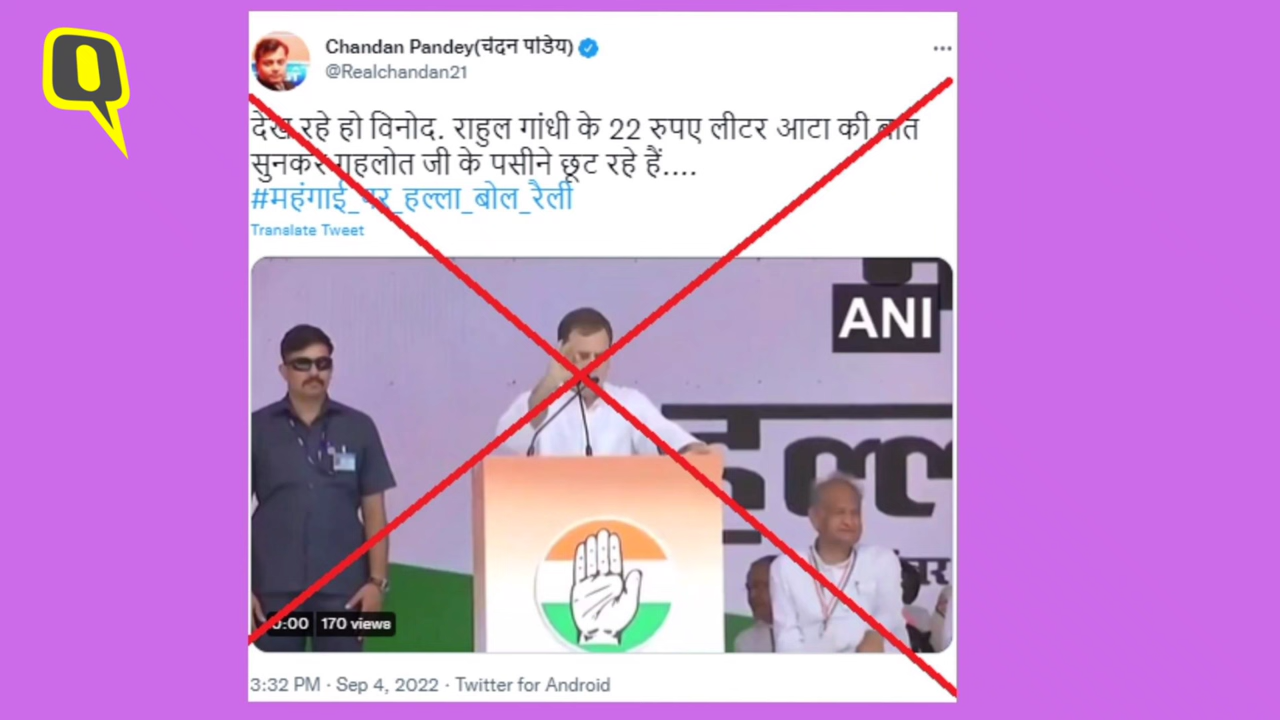 Chandan Pandey(चंदन पांडेय)
@Realchandan21
देख रहे हो विनोद. राहुल गांधी के 22 रुपए लीटर आटा की बात
सुनकर गहलोत जी के पसीने छूट रहे हैं....
#महंगाई_पर_हल्ला_बोल_रैली
Translate Tweet
ANI
हल्ल
0:00 170 views
3:32 PM · Sep 4, 2022 · Twitter for Android